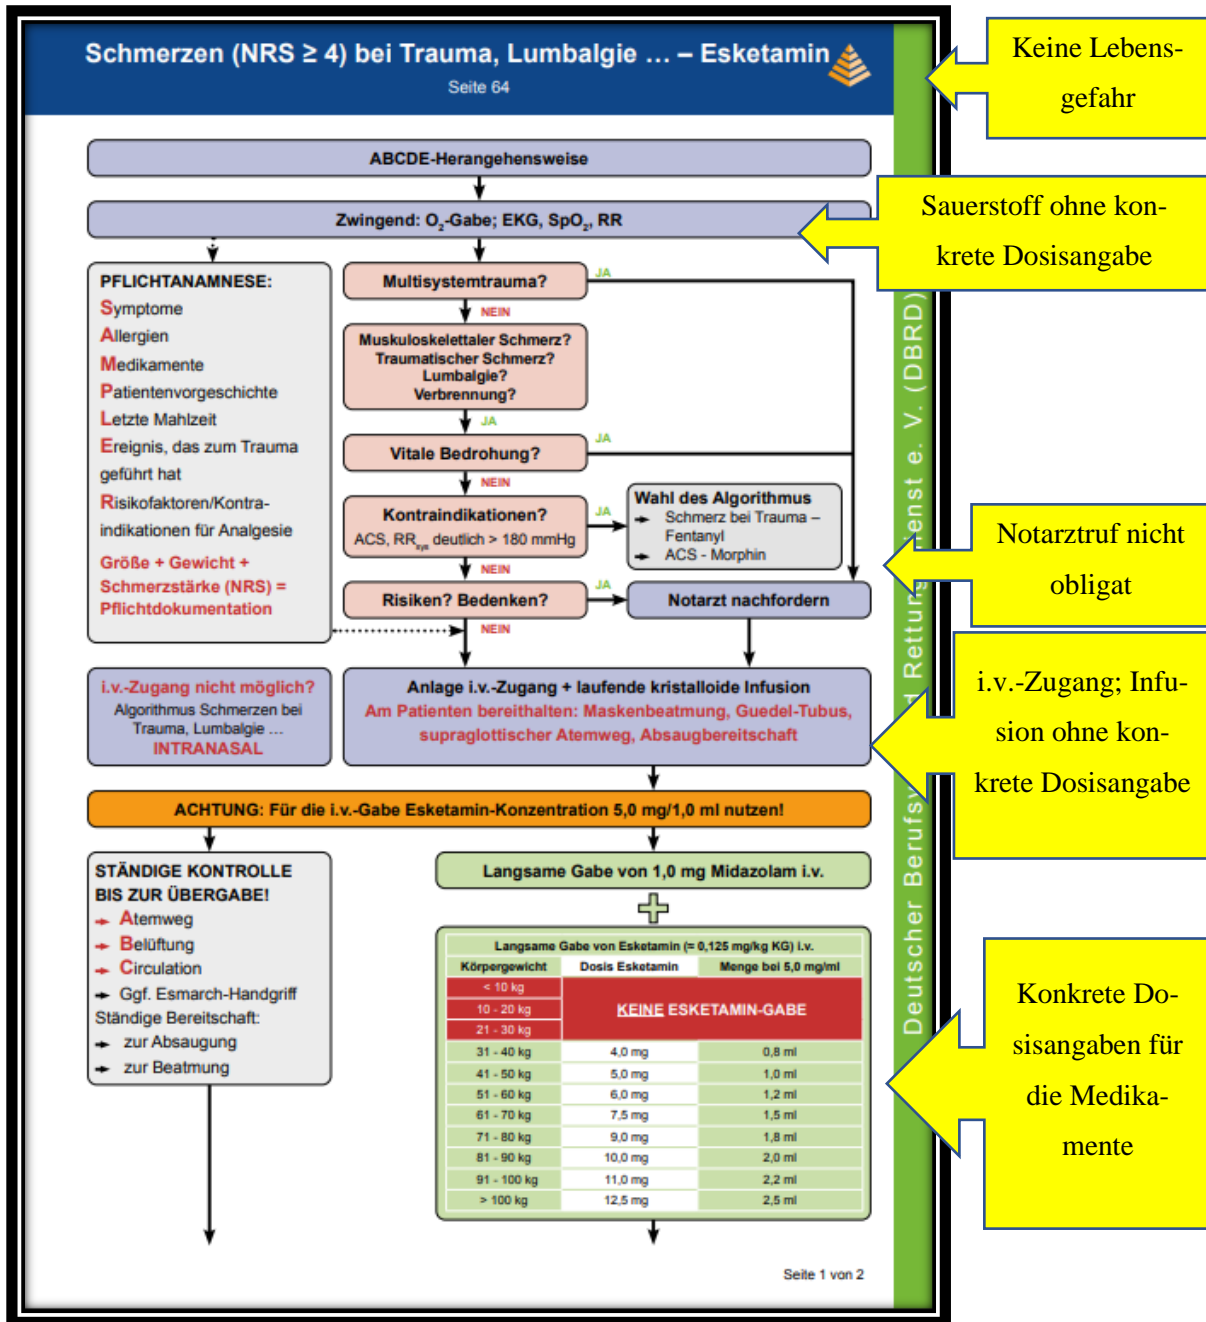 Schmerzen (NRS ≥ 4) bei Trauma, Lumbalgie ... – Esketamin
Seite 64
Keine Lebens-
gefahr
ABCDE-Herangehensweise
Zwingend: O₂-Gabe; EKG, SpO₂, RR
Sauerstoff ohne kon-
krete Dosisangabe
PFLICHTANAMNESE:
Symptome
Allergien
Medikamente
Patientenvorgeschichte
Letzte Mahlzeit
Ereignis, das zum Trauma
geführt hat
Risikofaktoren/Kontra-
indikationen für Analgesie
Größe + Gewicht +
Schmerzstärke (NRS) =
Pflichtdokumentation
Multisystemtrauma?
JA
NEIN
Muskuloskelettaler Schmerz?
Traumatischer Schmerz?
Lumbalgie?
Verbrennung?
JA
Vitale Bedrohung?
JA
NEIN
Kontraindikationen?
ACS, RRsys deutlich > 180 mmHg
JA
Wahl des Algorithmus
Schmerz bei Trauma –
Fentanyl
ACS - Morphin
NEIN
Risiken? Bedenken?
JA
Notarzt nachfordern
NEIN
Notarztruf nicht
obligat
i.v.-Zugang nicht möglich?
Algorithmus Schmerzen bei
Trauma, Lumbalgie ...
INTRANASAL
Anlage i.v.-Zugang + laufende kristalloide Infusion
Am Patienten bereithalten: Maskenbeatmung, Guedel-Tubus,
supraglottischer Atemweg, Absaugbereitschaft
i.v.-Zugang; Infu-
sion ohne kon-
krete Dosisangabe
ACHTUNG: Für die i.v.-Gabe Esketamin-Konzentration 5,0 mg/1,0 ml nutzen!
STÄNDIGE KONTROLLE
BIS ZUR ÜBERGABE!
Atemweg
Belüftung
Circulation
Ggf. Esmarch-Handgriff
Ständige Bereitschaft:
zur Absaugung
zur Beatmung
Langsame Gabe von 1,0 mg Midazolam i.v.
Langsame Gabe von Esketamin (= 0,125 mg/kg KG) i.v.
Körpergewicht Dosis Esketamin Menge bei 5,0 mg/ml
< 10 kg
10 - 20 kg KEINE ESKETAMIN-GABE
21 - 30 kg
31 - 40 kg 4,0 mg 0,8 ml
41 - 50 kg 5,0 mg 1,0 ml
51 - 60 kg 6,0 mg 1,2 ml
61 - 70 kg 7,5 mg 1,5 ml
71 - 80 kg 9,0 mg 1,8 ml
81 - 90 kg 10,0 mg 2,0 ml
91 - 100 kg 11,0 mg 2,2 ml
> 100 kg 12,5 mg 2,5 ml
Konkrete Do-
sisangaben für
die Medika-
mente
Seite 1 von 2
Deutscher Rettungs e. V. (DBRD)